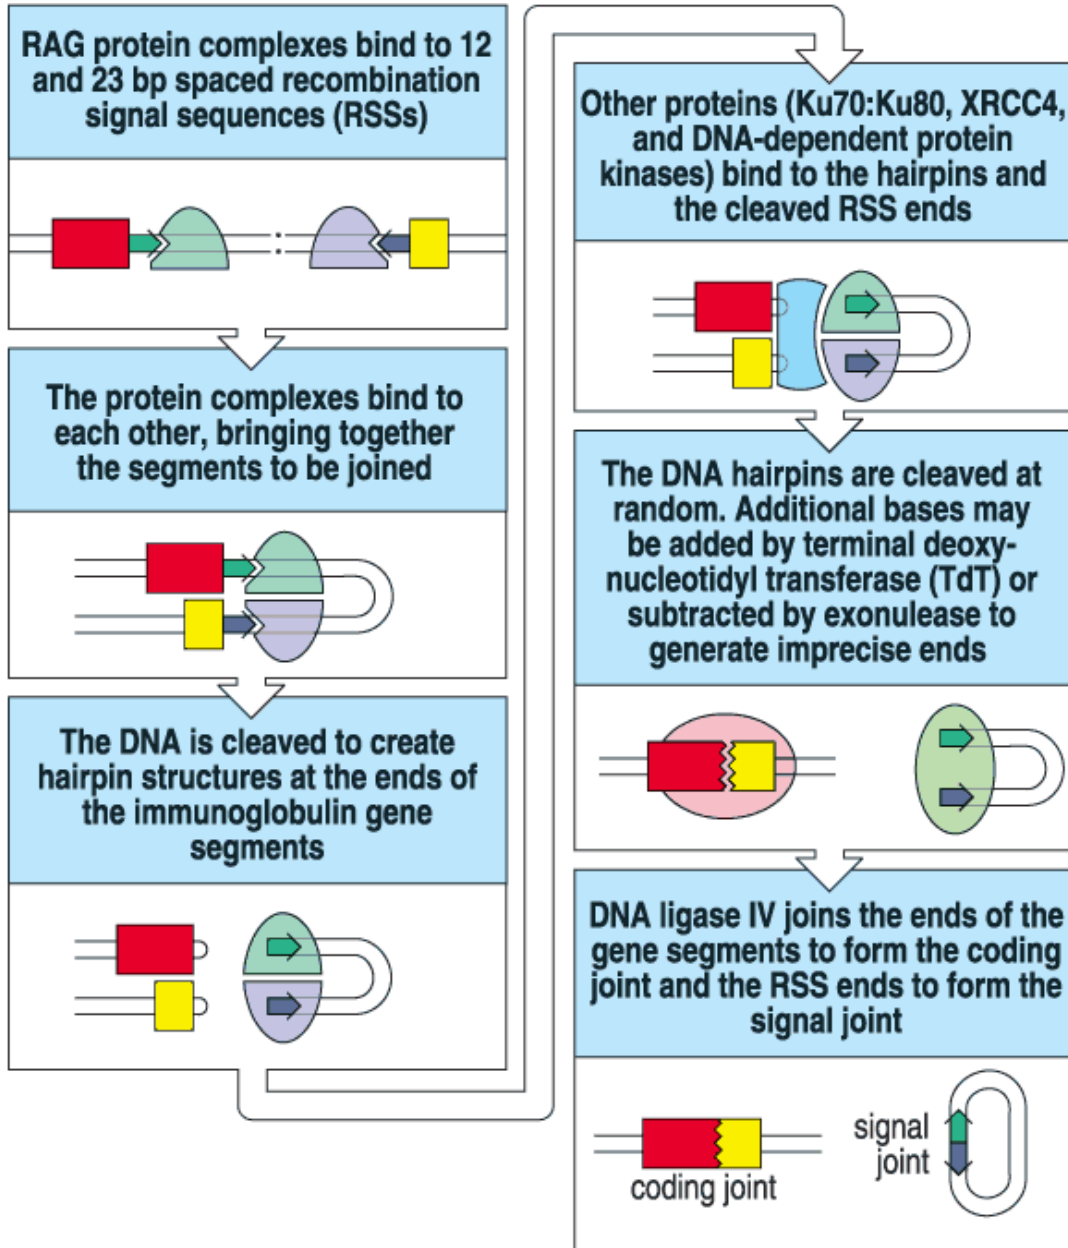 RAG protein complexes bind to 12
and 23 bp spaced recombination
signal sequences (RSSs)
The protein complexes bind to
each other, bringing together
the segments to be joined
The DNA is cleaved to create
hairpin structures at the ends of
the immunoglobulin gene
segments
Other proteins (Ku70:Ku80, XRCC4,
and DNA-dependent protein
kinases) bind to the hairpins and
the cleaved RSS ends
The DNA hairpins are cleaved at
random. Additional bases may
be added by terminal deoxy-
nucleotidyl transferase (TdT) or
subtracted by exonulease to
generate imprecise ends
DNA ligase IV joins the ends of the
gene segments to form the coding
joint and the RSS ends to form the
signal joint
coding joint
signal
joint